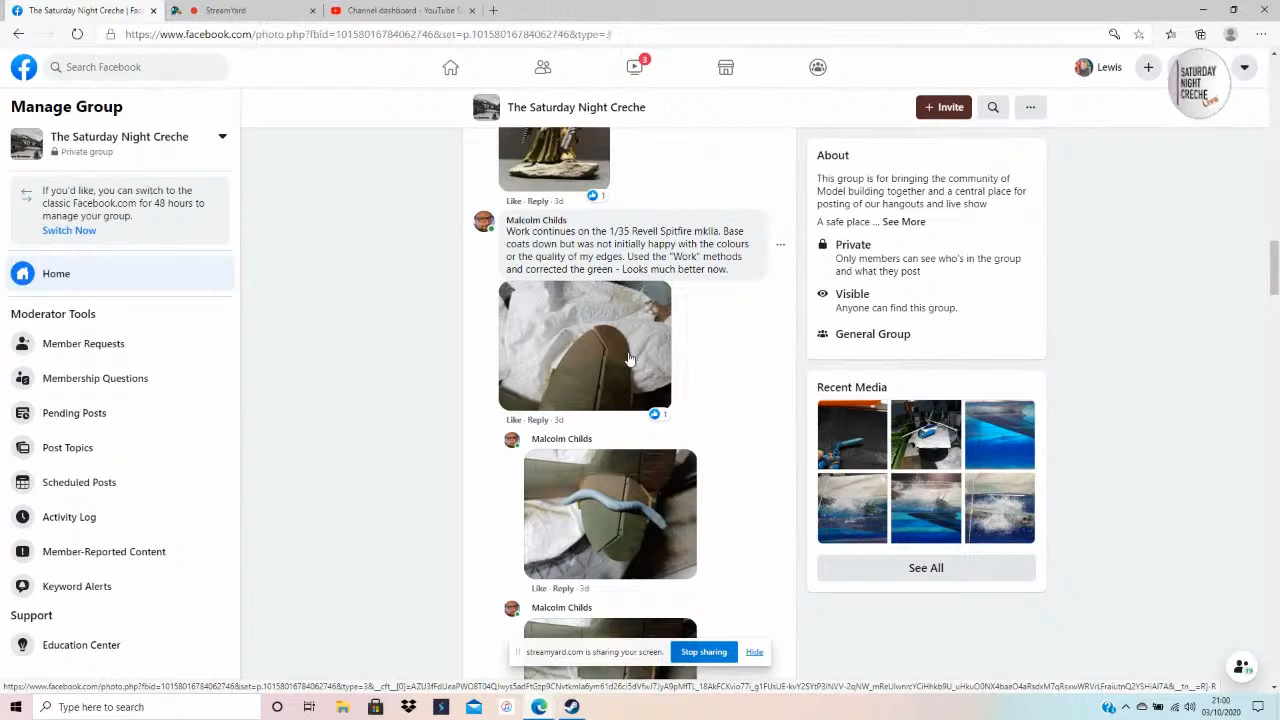 The Saturday Night Creche | Fac
StreamYard
Channel dashboard - YouTube S
https://www.facebook.com/photo.php?fbid=10158016784062746&set=p.10158016784062746&type=
Search Facebook
3
Lewis
SATURDAY
NIGHT
CRECHE
Live
Manage Group
The Saturday Night Creche
Private group
If you'd like, you can switch to the
classic Facebook.com for 48 hours to
manage your group.
Switch Now
Home
Moderator Tools
Member Requests
Membership Questions
Pending Posts
Post Topics
Scheduled Posts
Activity Log
Member-Reported Content
Keyword Alerts
Support
Education Center
The Saturday Night Creche
+ Invite
Like · Reply · 3d
1
Malcolm Childs
Work continues on the 1/35 Revell Spitfire mkIIa. Base
coats down but was not initially happy with the colours
or the quality of my edges. Used the "Work" methods
and corrected the green - Looks much better now.
Like · Reply · 3d
1
Malcolm Childs
Like · Reply · 3d
Malcolm Childs
streamyard.com is sharing your screen.
Stop sharing
Hide
About
This group is for bringing the community of
Model building together and a central place for
posting of our hangouts and live show
A safe place ... See More
Private
Only members can see who's in the group
and what they post
Visible
Anyone can find this group.
General Group
Recent Media
See All
Type here to search
21:00
03/10/2020